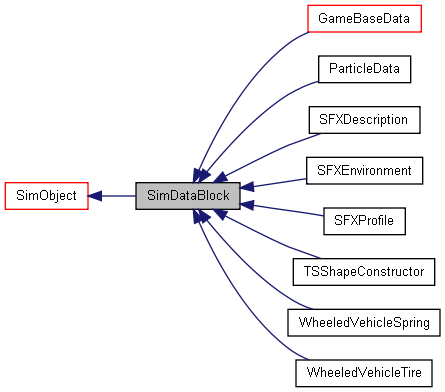 GameBaseData
ParticleData
SFXDescription
SFXEnvironment
SimObject
SimDataBlock
SFXProfile
TSShapeConstructor
WheeledVehicleSpring
WheeledVehicleTire